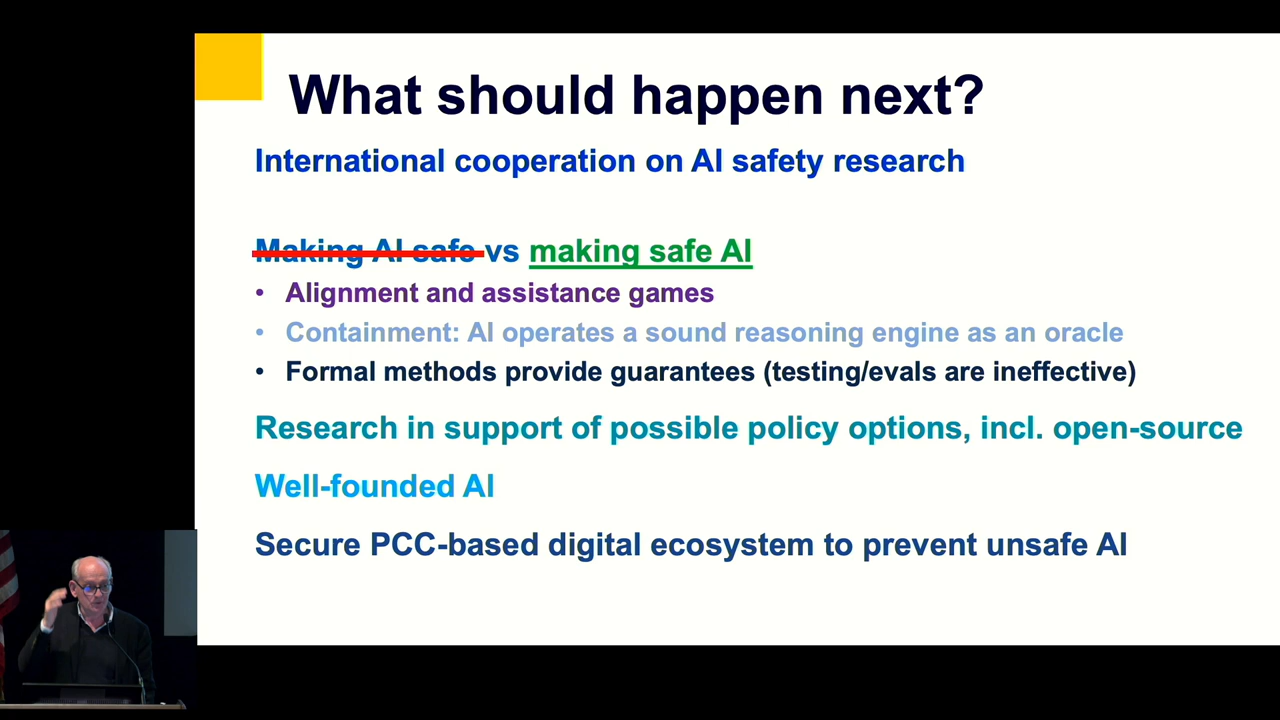 What should happen next?
International cooperation on AI safety research
Making AI safe vs making safe AI
• Alignment and assistance games
• Containment: AI operates a sound reasoning engine as an oracle
• Formal methods provide guarantees (testing/evals are ineffective)
Research in support of possible policy options, incl. open-source
Well-founded AI
Secure PCC-based digital ecosystem to prevent unsafe AI